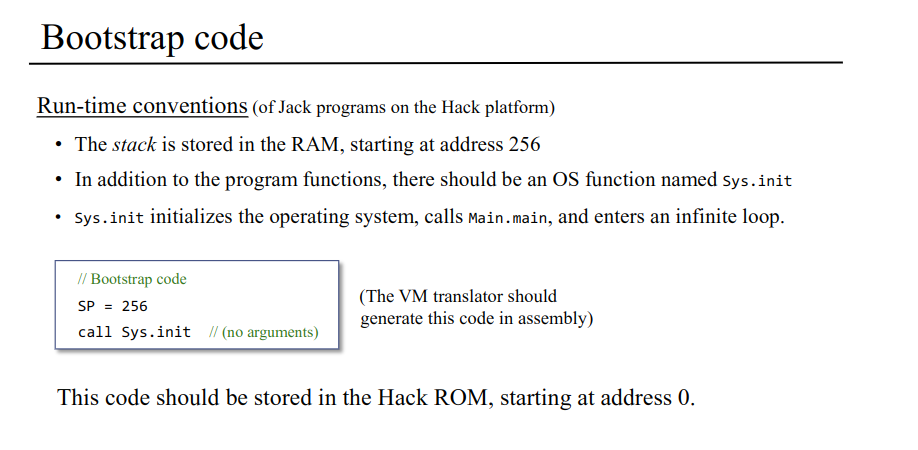 Bootstrap code
Run-time conventions (of Jack programs on the Hack platform)
• The stack is stored in the RAM, starting at address 256
• In addition to the program functions, there should be an OS function named Sys.init
• Sys.init initializes the operating system, calls Main.main, and enters an infinite loop.
// Bootstrap code
SP = 256
call Sys.init // (no arguments)
(The VM translator should
generate this code in assembly)
This code should be stored in the Hack ROM, starting at address 0.